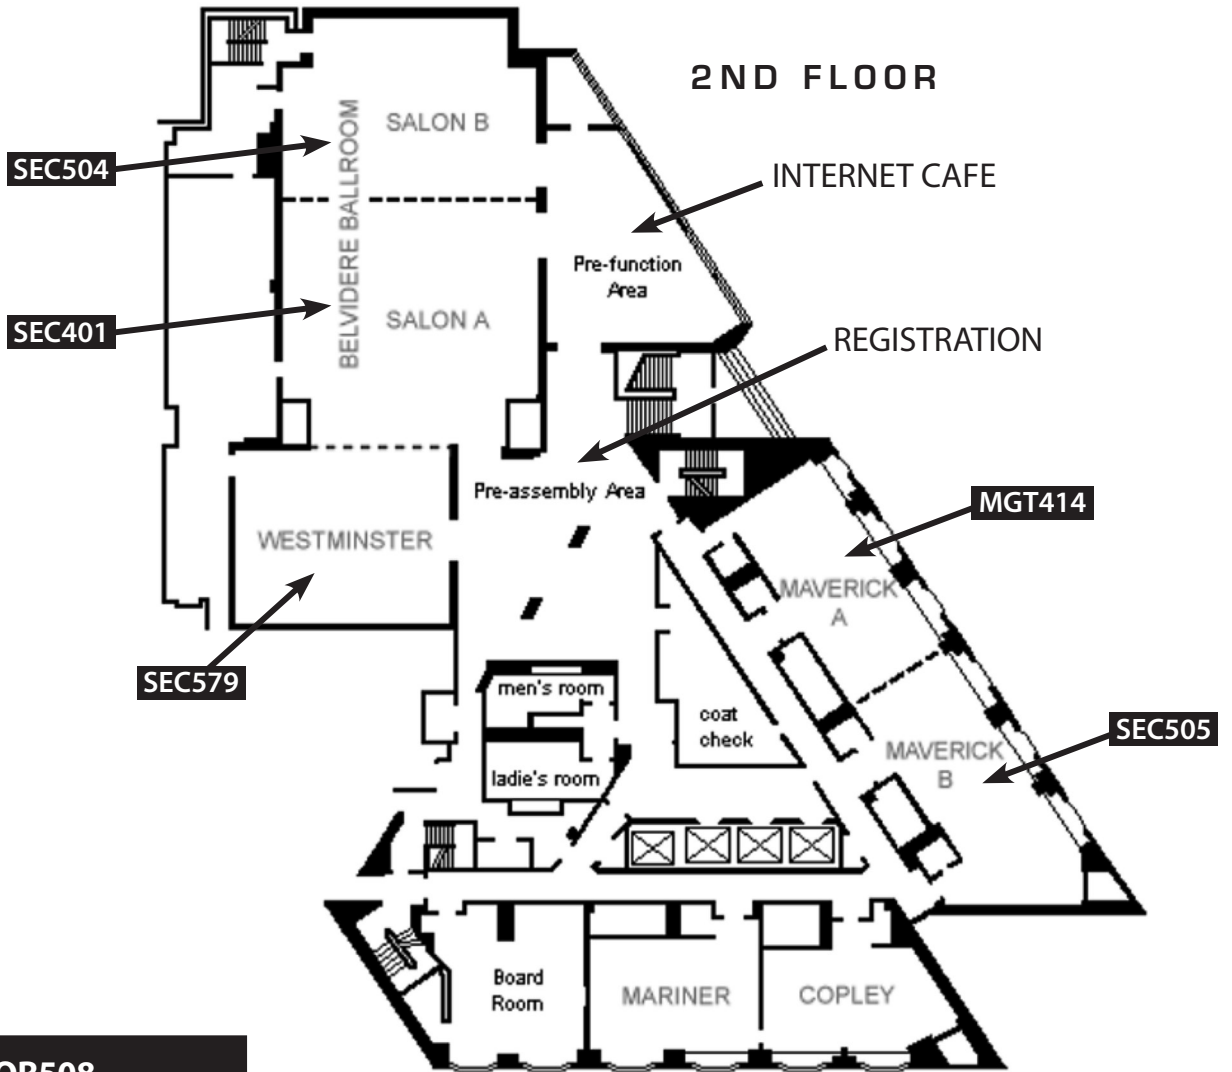 2ND FLOOR
SALON B
SEC504
BELVIDERE BALLROOM
INTERNET CAFE
Pre-function
Area
SEC401
SALON A
REGISTRATION
Pre-assembly Area
MGT414
WESTMINSTER
MAVERICK
A
SEC579
men's room
coat
check
SEC505
MAVERICK
B
ladie's room
Board
Room
MARINER
COPLEY